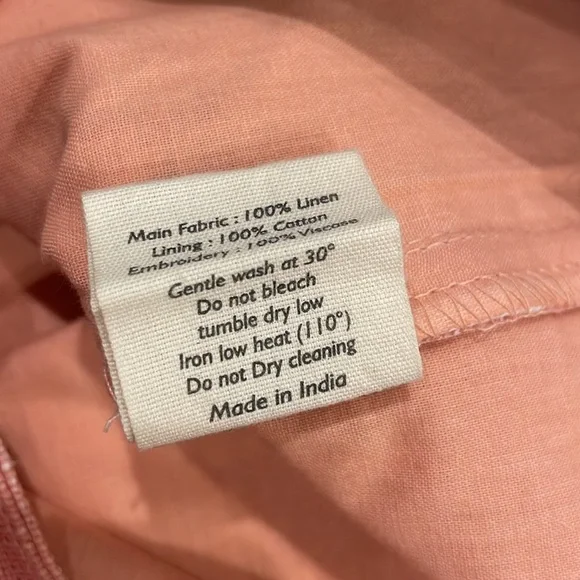 Main Fabric : 100% Linen
Lining : 100% Cattan
Embroidery : 100% Viscose
Gentle wash at 30°
Do not bleach
tumble dry low
Iron low heat (110°)
Do not Dry cleaning
Made in India